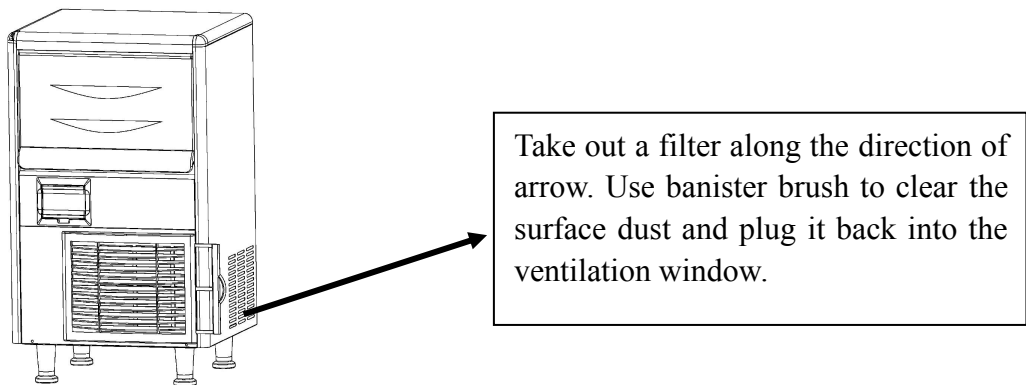 Take out a filter along the direction of
arrow. Use banister brush to clear the
surface dust and plug it back into the
ventilation window.